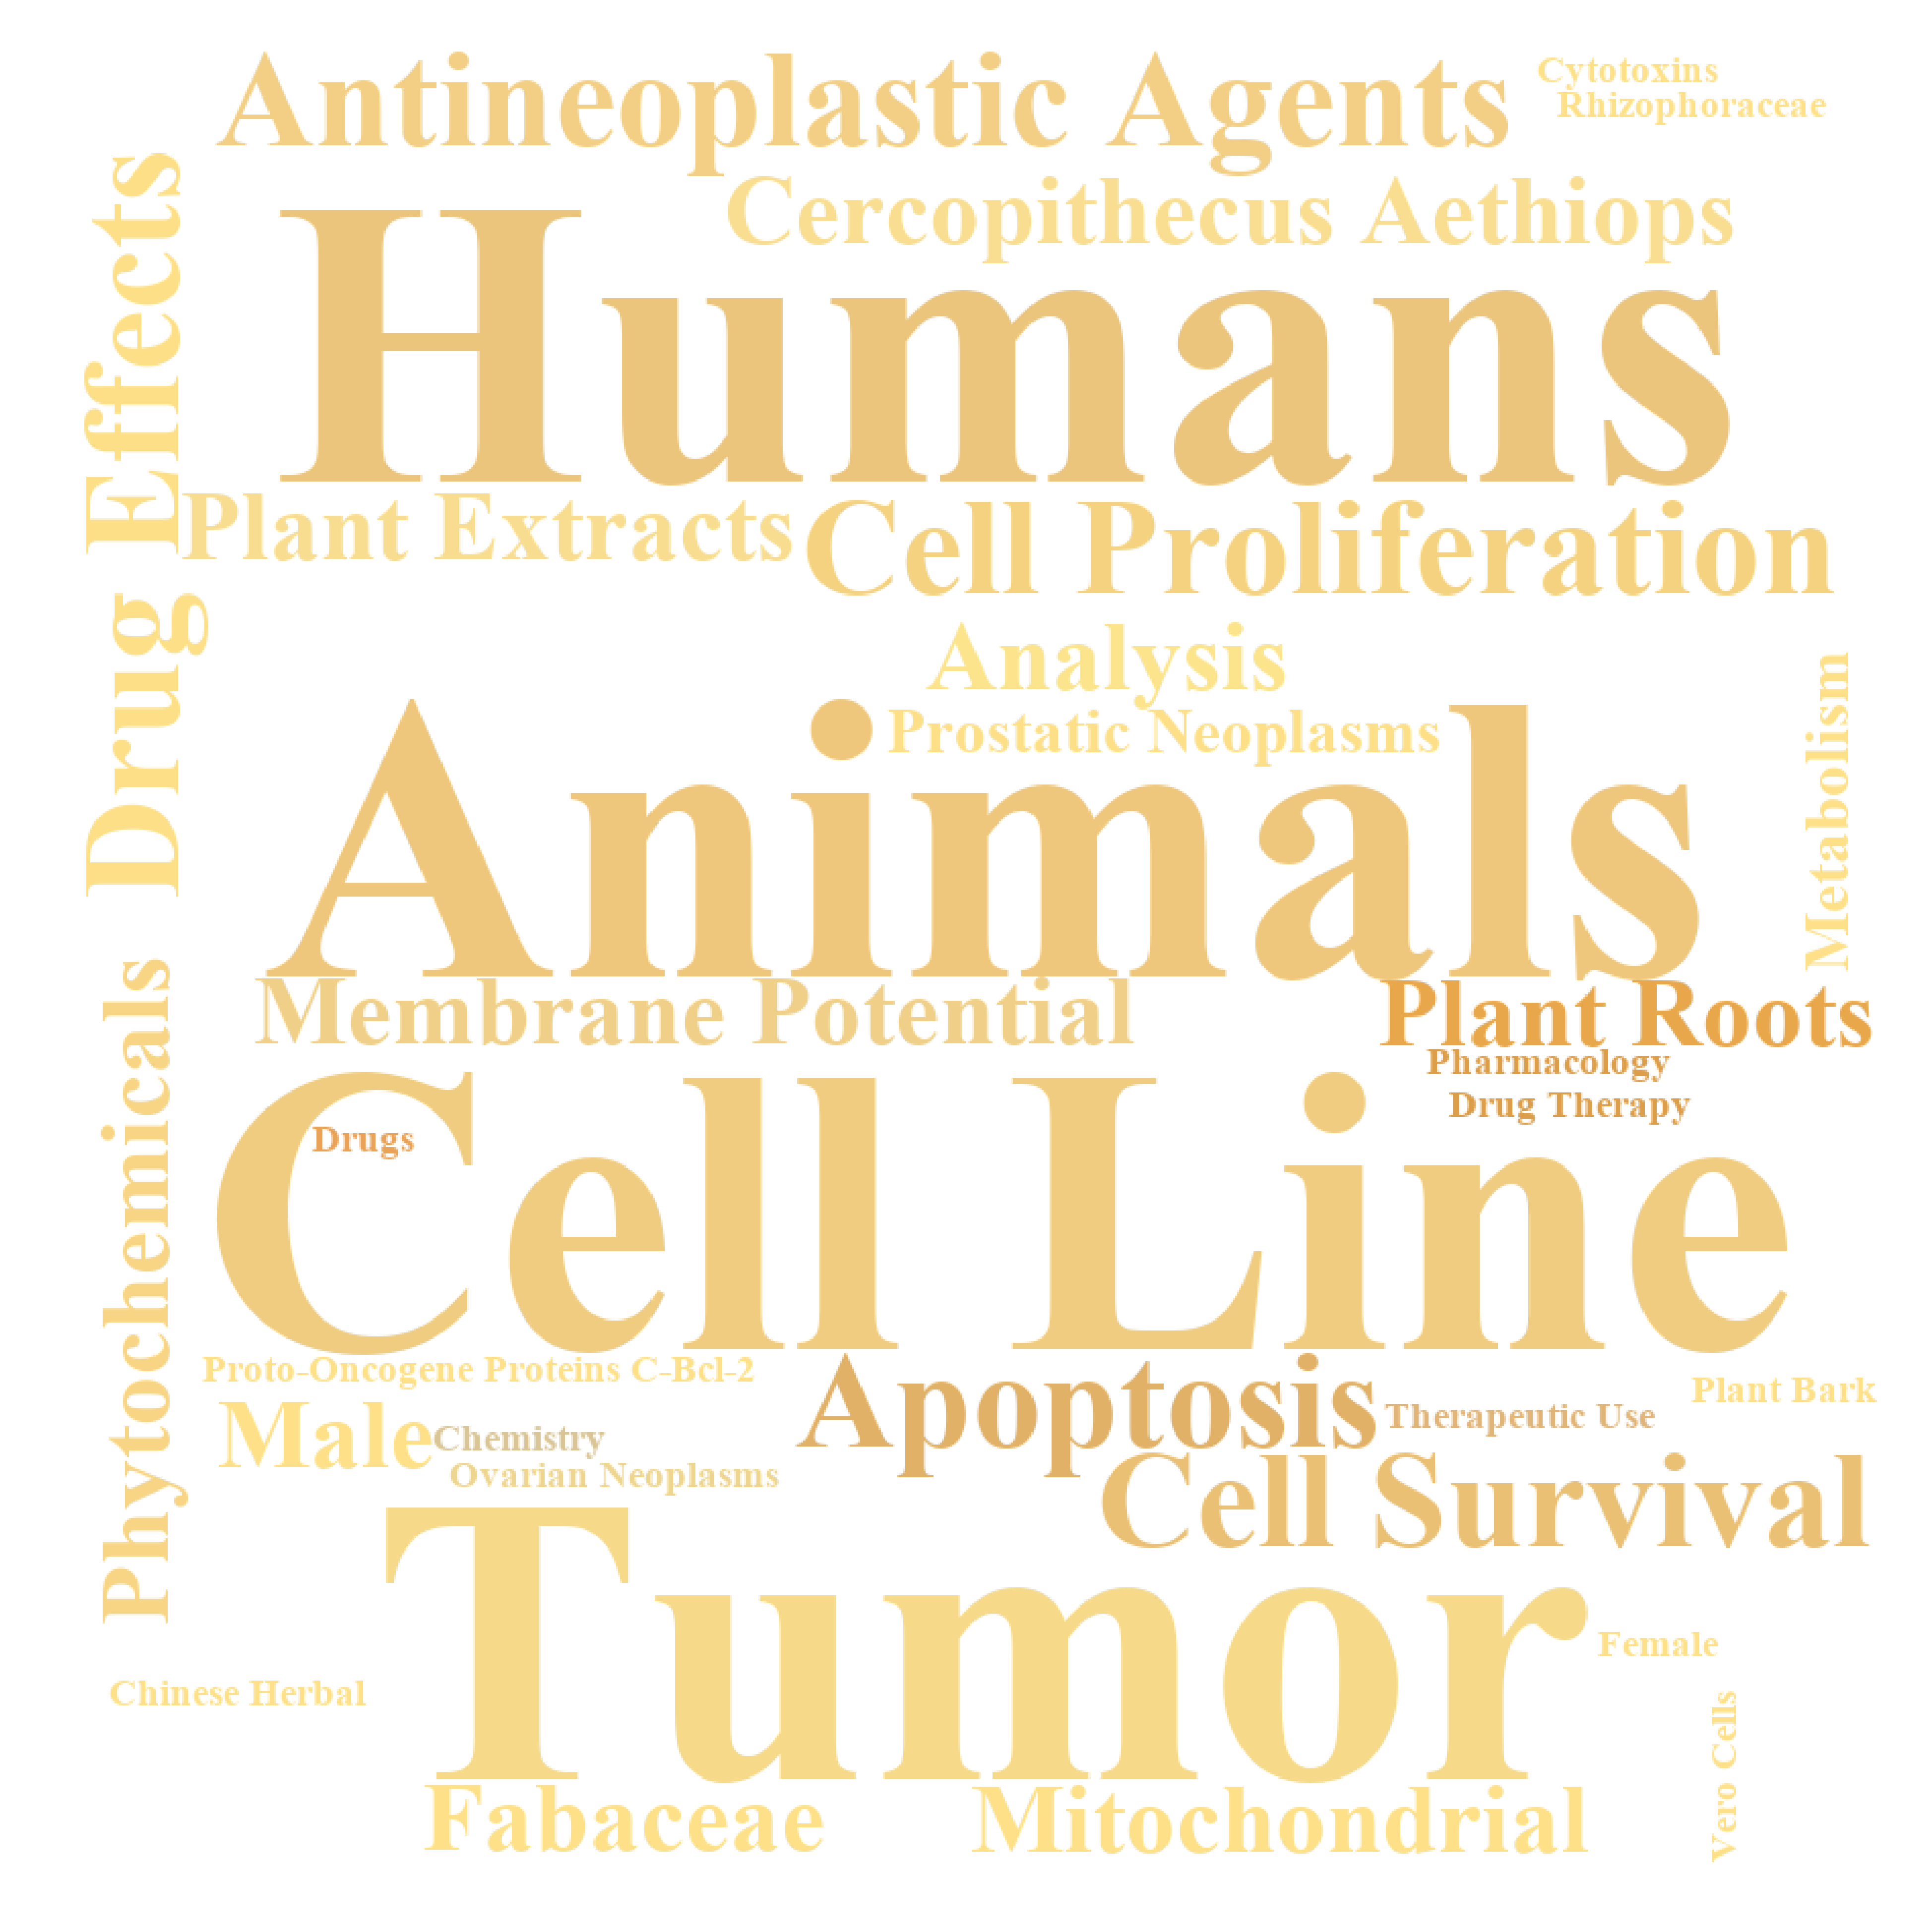 Antineoplastic Agents
Cytotoxins
Rhizophoraceae
Cercopithecus Aethiops
Humans
Drug Effects
Plant Extracts
Cell Proliferation
Analysis
Prostatic Neoplasms
Metabolism
Animals
Membrane Potential
Plant Roots
Pharmacology
Drug Therapy
Drugs
Cell Line
Phytochemicals
Proto-Oncogene Proteins C-Bcl-2
Apoptosis
Plant Bark
Therapeutic Use
Male
Chemistry
Ovarian Neoplasms
Cell Survival
Tumor
Female
Chinese Herbal
Vero Cells
Fabaceae
Mitochondrial